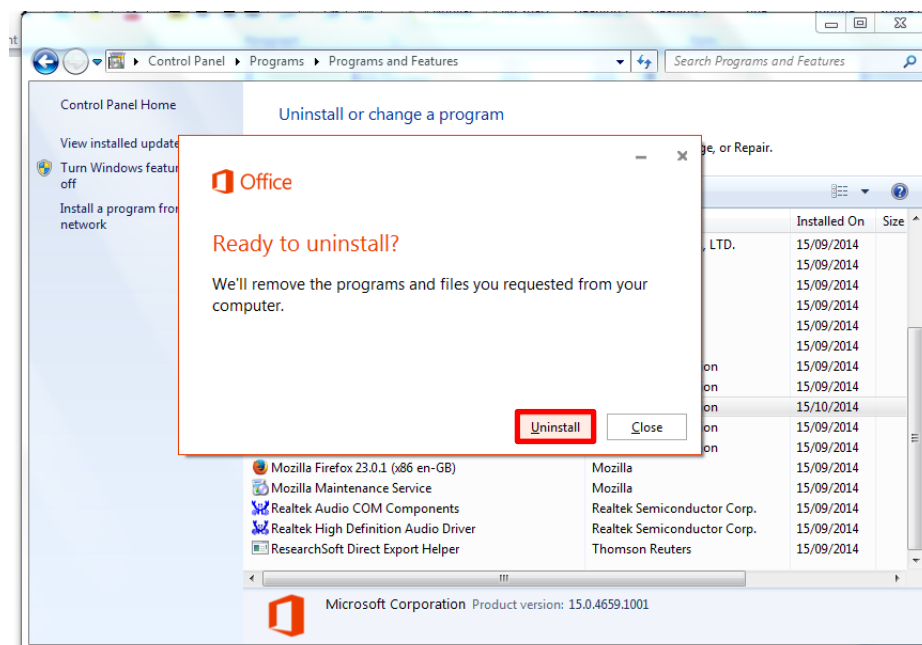 nt
Control Panel Programs Programs and Features
Search Programs and Features
Control Panel Home
View installed update
Turn Windows featur
off
Install a program fro
network
Uninstall or change a program
ge, or Repair.
Office
Ready to uninstall?
We'll remove the programs and files you requested from your
computer.
Uninstall Close
Installed On Size
, LTD. 15/09/2014
15/09/2014
15/09/2014
15/09/2014
15/09/2014
15/09/2014
on 15/09/2014
on 15/09/2014
on 15/10/2014
on 15/09/2014
on 15/09/2014
Mozilla Firefox 23.0.1 (x86 en-GB) Mozilla 15/09/2014
Mozilla Maintenance Service Mozilla 15/09/2014
Realtek Audio COM Components Realtek Semiconductor Corp. 15/09/2014
Realtek High Definition Audio Driver Realtek Semiconductor Corp. 15/09/2014
ResearchSoft Direct Export Helper Thomson Reuters 15/09/2014
Microsoft Corporation Product version: 15.0.4659.1001